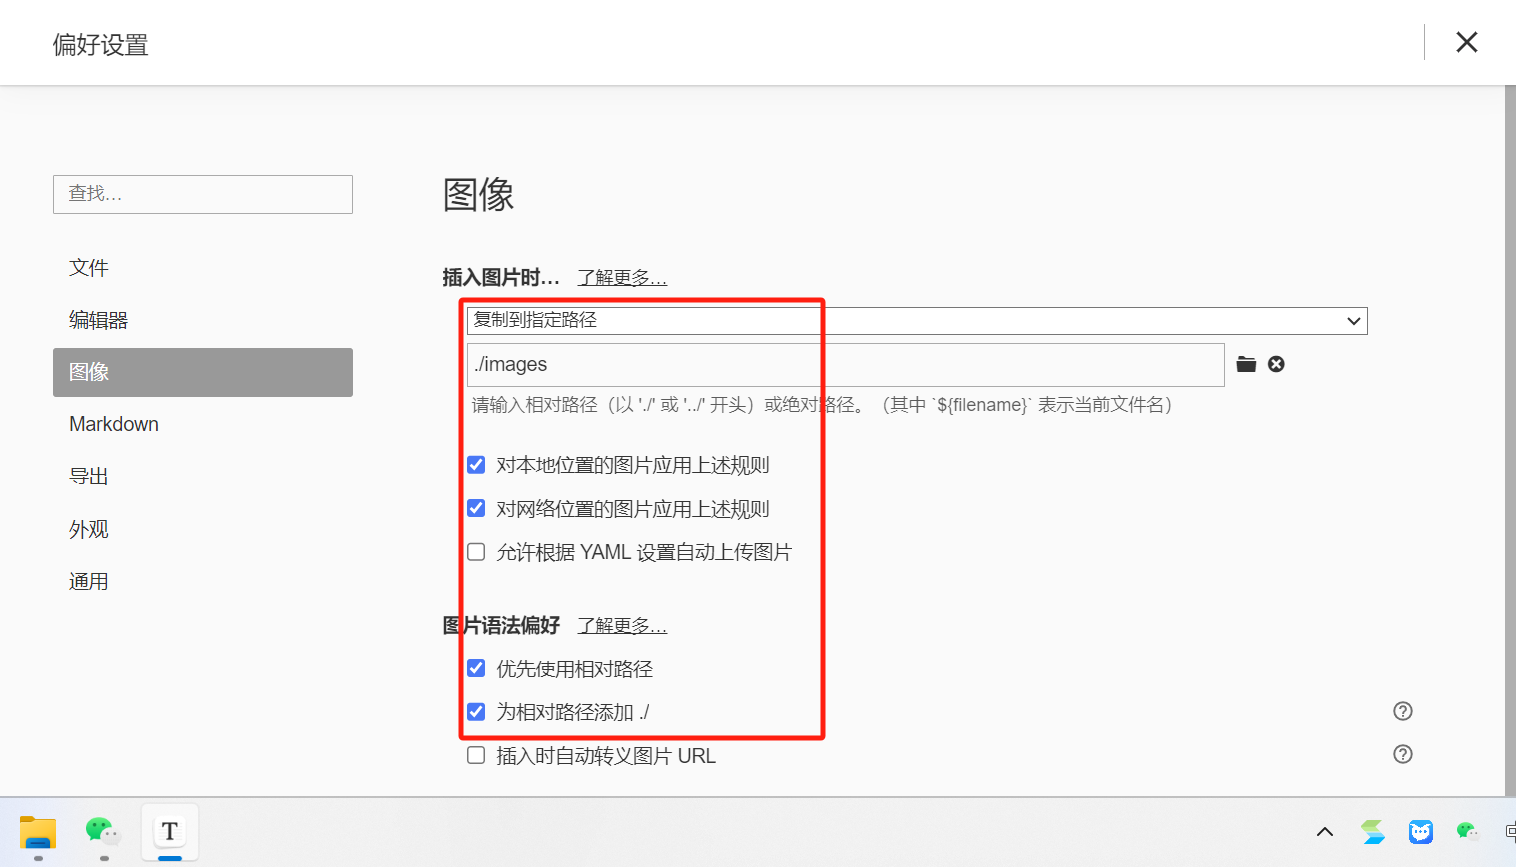 偏好设置
查找...
文件
编辑器
图像
Markdown
导出
外观
通用
图像
插入图片时... 了解更多...
复制到指定路径
./images
请输入相对路径（以 './' 或 '../' 开头）或绝对路径。（其中 `${filename}` 表示当前文件名）
对本地位置的图片应用上述规则
对网络位置的图片应用上述规则
允许根据 YAML 设置自动上传图片
图片语法偏好 了解更多...
优先使用相对路径
为相对路径添加 ./
插入时自动转义图片 URL
T